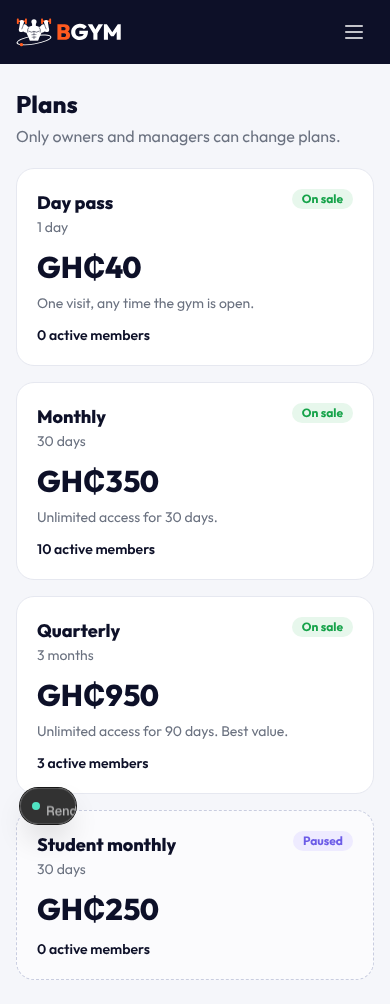 BGYM
Plans
Only owners and managers can change plans.
Day pass
On sale
1 day
GH₵40
One visit, any time the gym is open.
0 active members
Monthly
On sale
30 days
GH₵350
Unlimited access for 30 days.
10 active members
Quarterly
On sale
3 months
GH₵950
Unlimited access for 90 days. Best value.
3 active members
Student monthly
Paused
30 days
GH₵250
0 active members